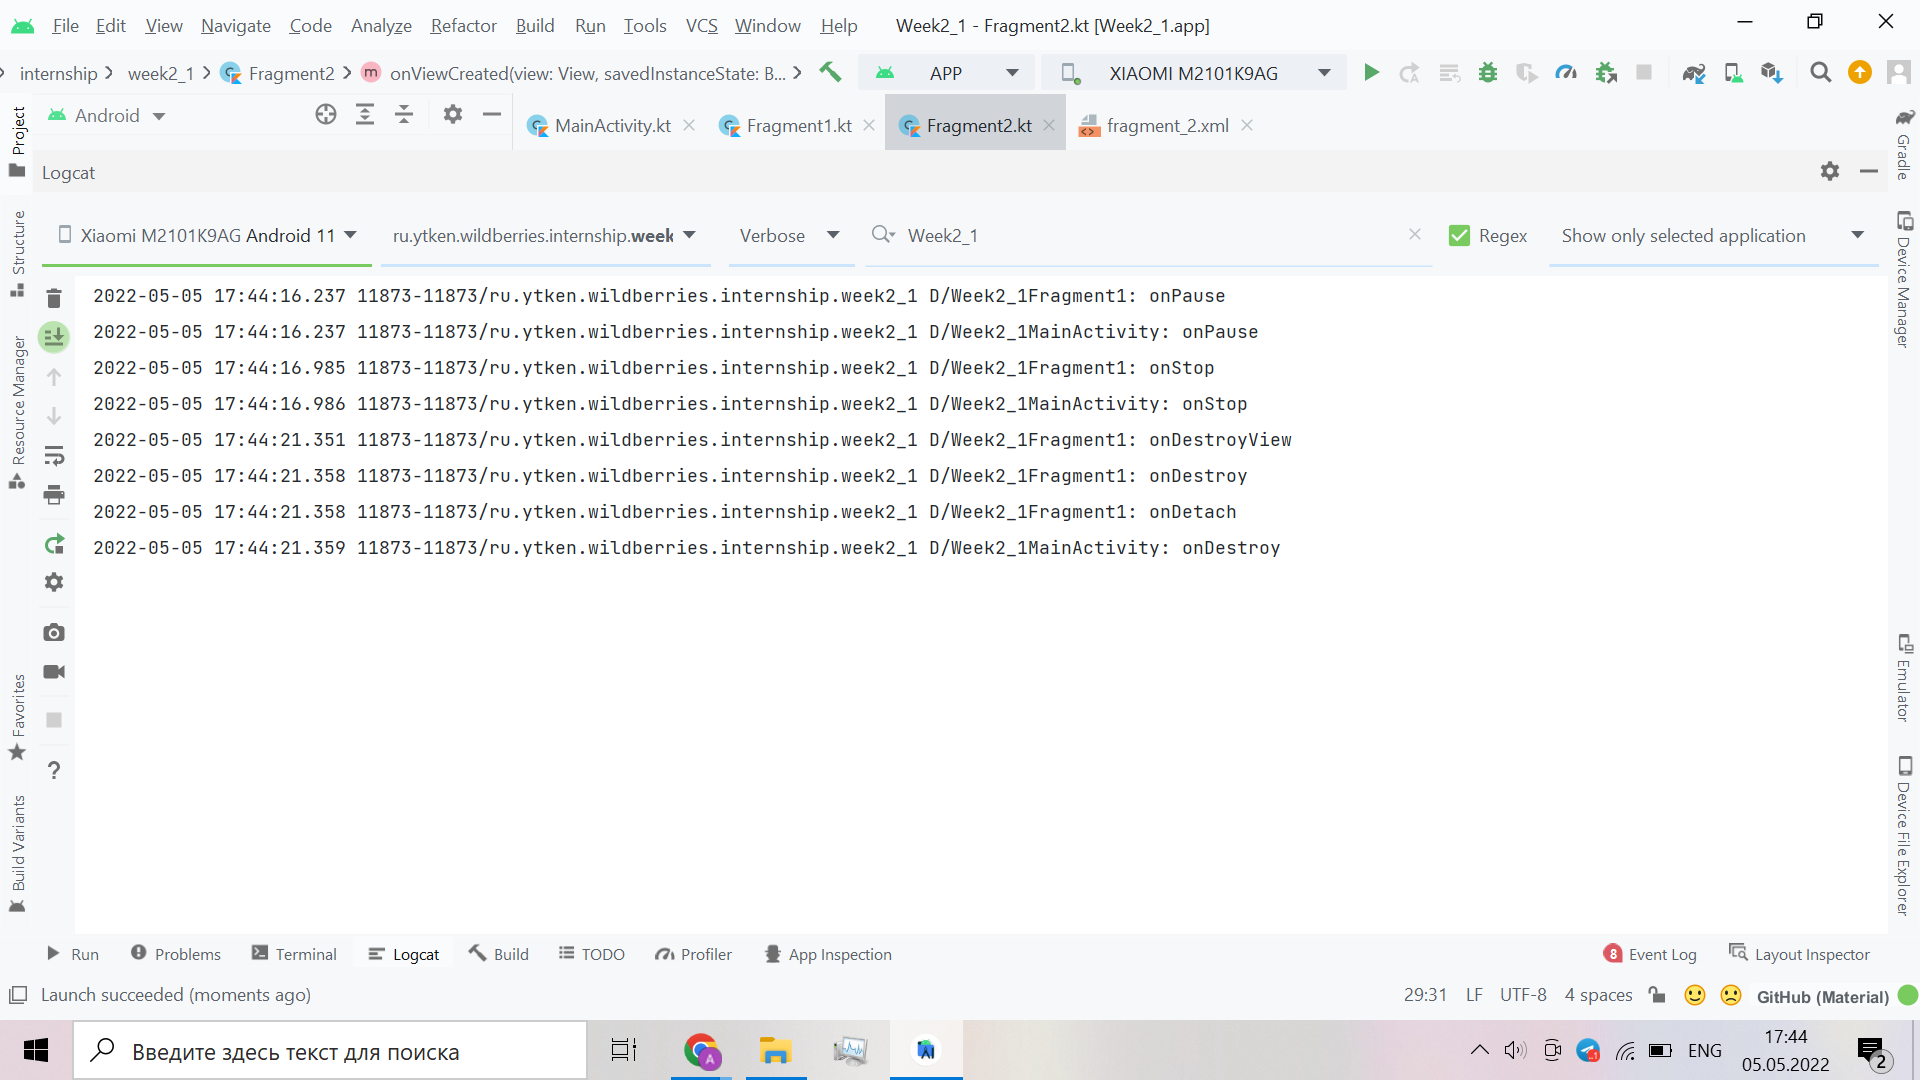 File Edit View Navigate Code Analyze Refactor Build Run Tools VCS Window Help Week2_1 - Fragment2.kt [Week2_1.app]
internship week2_1 Fragment2 m onViewCreated(view: View, savedInstanceState: B... APP XIAOMI M2101K9AG
Android MainActivity.kt Fragment1.kt Fragment2.kt fragment_2.xml
Logcat
Xiaomi M2101K9AG Android 11 ru.ytken.wildberries.internship.week Verbose Week2_1 Regex Show only selected application
2022-05-05 17:44:16.237 11873-11873/ru.ytken.wildberries.internship.week2_1 D/Week2_1Fragment1: onPause
2022-05-05 17:44:16.237 11873-11873/ru.ytken.wildberries.internship.week2_1 D/Week2_1MainActivity: onPause
2022-05-05 17:44:16.985 11873-11873/ru.ytken.wildberries.internship.week2_1 D/Week2_1Fragment1: onStop
2022-05-05 17:44:16.986 11873-11873/ru.ytken.wildberries.internship.week2_1 D/Week2_1MainActivity: onStop
2022-05-05 17:44:21.351 11873-11873/ru.ytken.wildberries.internship.week2_1 D/Week2_1Fragment1: onDestroyView
2022-05-05 17:44:21.358 11873-11873/ru.ytken.wildberries.internship.week2_1 D/Week2_1Fragment1: onDestroy
2022-05-05 17:44:21.358 11873-11873/ru.ytken.wildberries.internship.week2_1 D/Week2_1Fragment1: onDetach
2022-05-05 17:44:21.359 11873-11873/ru.ytken.wildberries.internship.week2_1 D/Week2_1MainActivity: onDestroy
Project
Structure
Resource Manager
Favorites
Build Variants
Gradle
Device Manager
Emulator
Device File Explorer
Run Problems Terminal Logcat Build TODO Profiler App Inspection 8 Event Log Layout Inspector
Launch succeeded (moments ago) 29:31 LF UTF-8 4 spaces GitHub (Material)
Введите здесь текст для поиска A ENG 17:44
05.05.2022 2